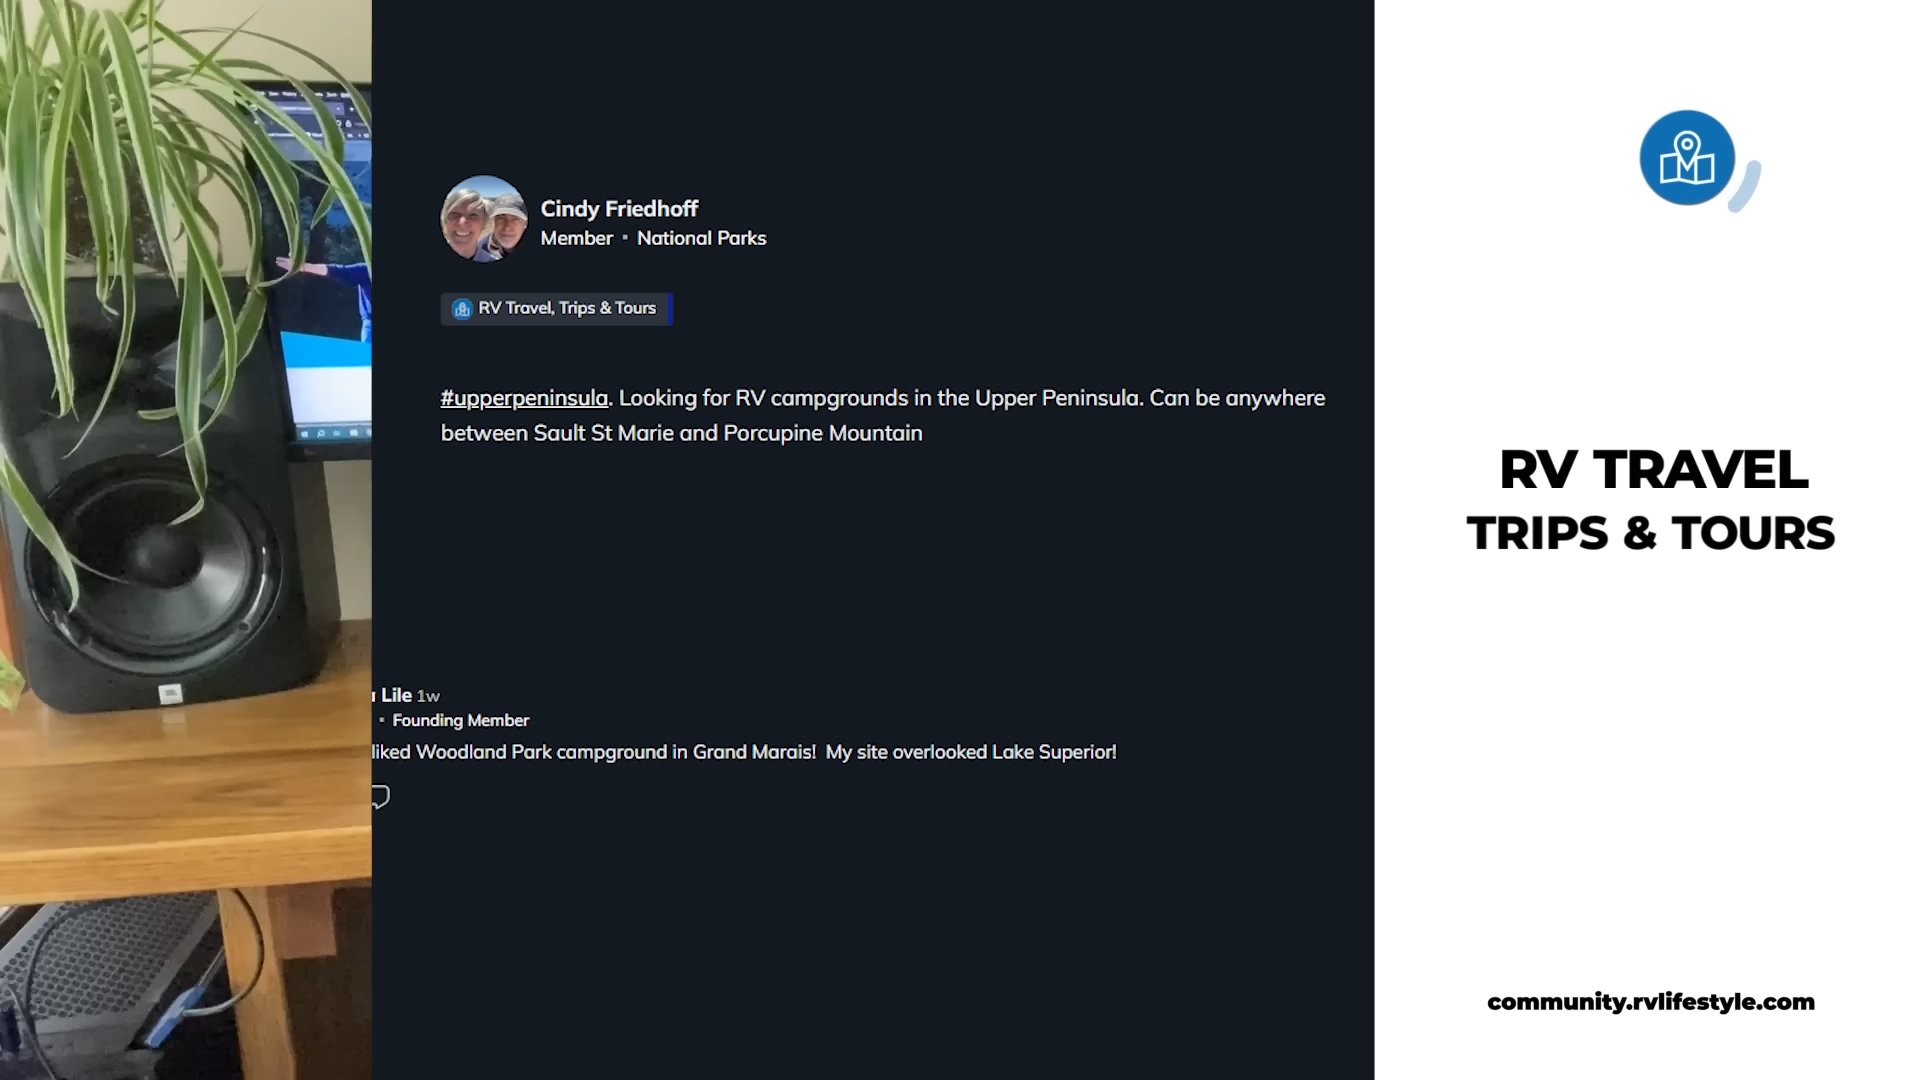 Cindy Friedhoff
Member · National Parks
RV Travel, Trips & Tours
#upperpeninsula. Looking for RV campgrounds in the Upper Peninsula. Can be anywhere
between Sault St Marie and Porcupine Mountain
Lile 1w
· Founding Member
liked Woodland Park campground in Grand Marais! My site overlooked Lake Superior!
RV TRAVEL
TRIPS & TOURS
community.rvlifestyle.com